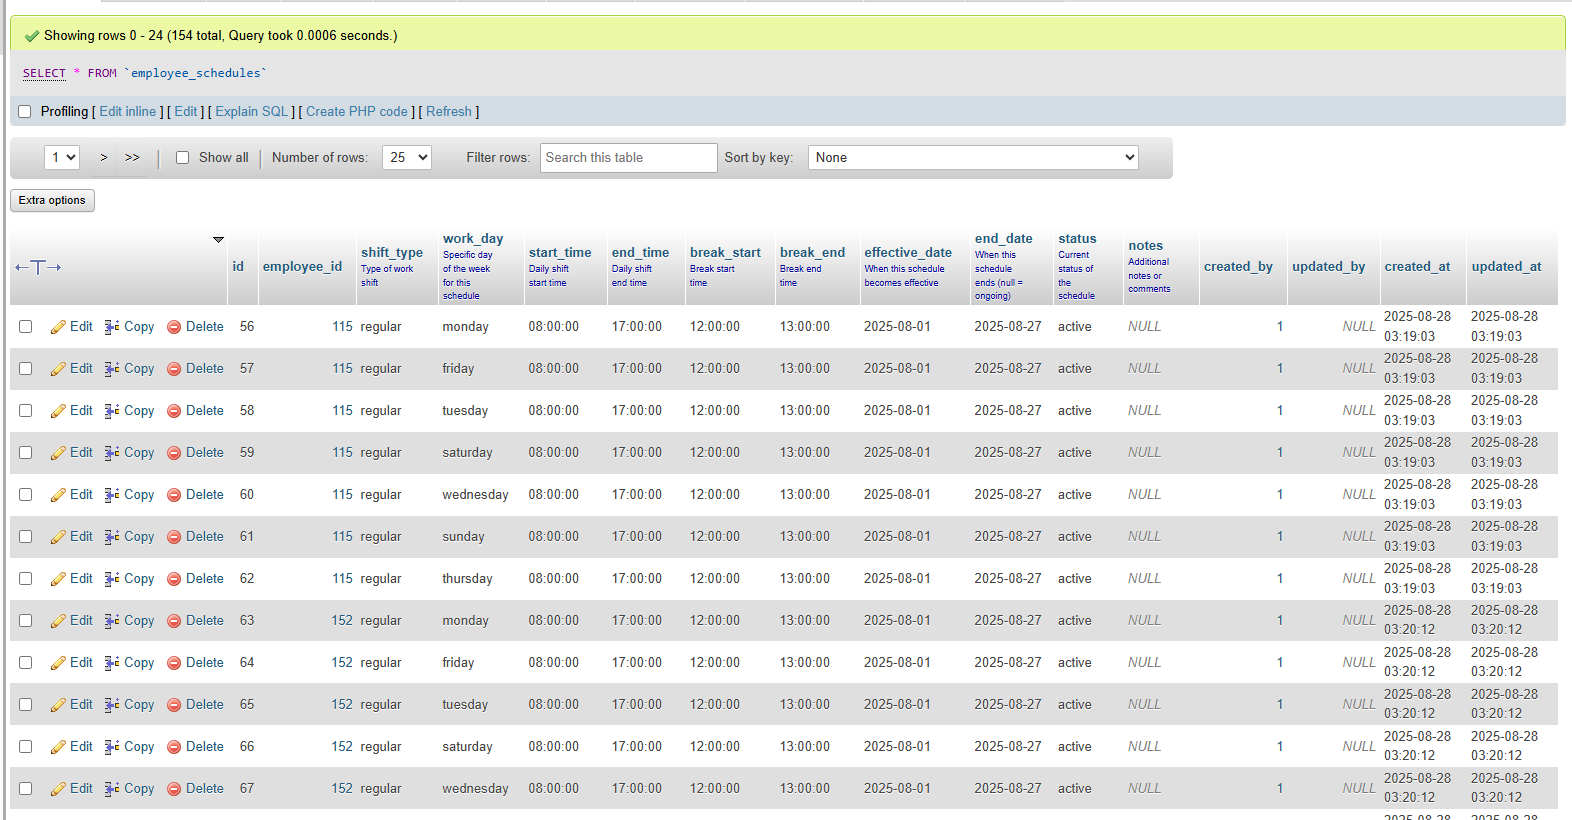 Showing rows 0 - 24 (154 total, Query took 0.0006 seconds.)
SELECT * FROM `employee_schedules`
Profiling [ Edit inline ] [ Edit ] [ Explain SQL ] [ Create PHP code ] [ Refresh ]
1 > >> | Show all | Number of rows: 25 Filter rows: Search this table Sort by key: None
Extra options
id employee_id shift_type Type of work shift work_day Specific day of the week for this schedule start_time Daily shift start time end_time Daily shift end time break_start Break start time break_end Break end time effective_date When this schedule becomes effective end_date When this schedule ends (null = ongoing) status Current status of the schedule notes Additional notes or comments created_by updated_by created_at updated_at
Edit Copy Delete 56 115 regular monday 08:00:00 17:00:00 12:00:00 13:00:00 2025-08-01 2025-08-27 active NULL 1 NULL 2025-08-28 03:19:03 2025-08-28 03:19:03
Edit Copy Delete 57 115 regular friday 08:00:00 17:00:00 12:00:00 13:00:00 2025-08-01 2025-08-27 active NULL 1 NULL 2025-08-28 03:19:03 2025-08-28 03:19:03
Edit Copy Delete 58 115 regular tuesday 08:00:00 17:00:00 12:00:00 13:00:00 2025-08-01 2025-08-27 active NULL 1 NULL 2025-08-28 03:19:03 2025-08-28 03:19:03
Edit Copy Delete 59 115 regular saturday 08:00:00 17:00:00 12:00:00 13:00:00 2025-08-01 2025-08-27 active NULL 1 NULL 2025-08-28 03:19:03 2025-08-28 03:19:03
Edit Copy Delete 60 115 regular wednesday 08:00:00 17:00:00 12:00:00 13:00:00 2025-08-01 2025-08-27 active NULL 1 NULL 2025-08-28 03:19:03 2025-08-28 03:19:03
Edit Copy Delete 61 115 regular sunday 08:00:00 17:00:00 12:00:00 13:00:00 2025-08-01 2025-08-27 active NULL 1 NULL 2025-08-28 03:19:03 2025-08-28 03:19:03
Edit Copy Delete 62 115 regular thursday 08:00:00 17:00:00 12:00:00 13:00:00 2025-08-01 2025-08-27 active NULL 1 NULL 2025-08-28 03:19:03 2025-08-28 03:19:03
Edit Copy Delete 63 152 regular monday 08:00:00 17:00:00 12:00:00 13:00:00 2025-08-01 2025-08-27 active NULL 1 NULL 2025-08-28 03:20:12 2025-08-28 03:20:12
Edit Copy Delete 64 152 regular friday 08:00:00 17:00:00 12:00:00 13:00:00 2025-08-01 2025-08-27 active NULL 1 NULL 2025-08-28 03:20:12 2025-08-28 03:20:12
Edit Copy Delete 65 152 regular tuesday 08:00:00 17:00:00 12:00:00 13:00:00 2025-08-01 2025-08-27 active NULL 1 NULL 2025-08-28 03:20:12 2025-08-28 03:20:12
Edit Copy Delete 66 152 regular saturday 08:00:00 17:00:00 12:00:00 13:00:00 2025-08-01 2025-08-27 active NULL 1 NULL 2025-08-28 03:20:12 2025-08-28 03:20:12
Edit Copy Delete 67 152 regular wednesday 08:00:00 17:00:00 12:00:00 13:00:00 2025-08-01 2025-08-27 active NULL 1 NULL 2025-08-28 03:20:12 2025-08-28 03:20:12